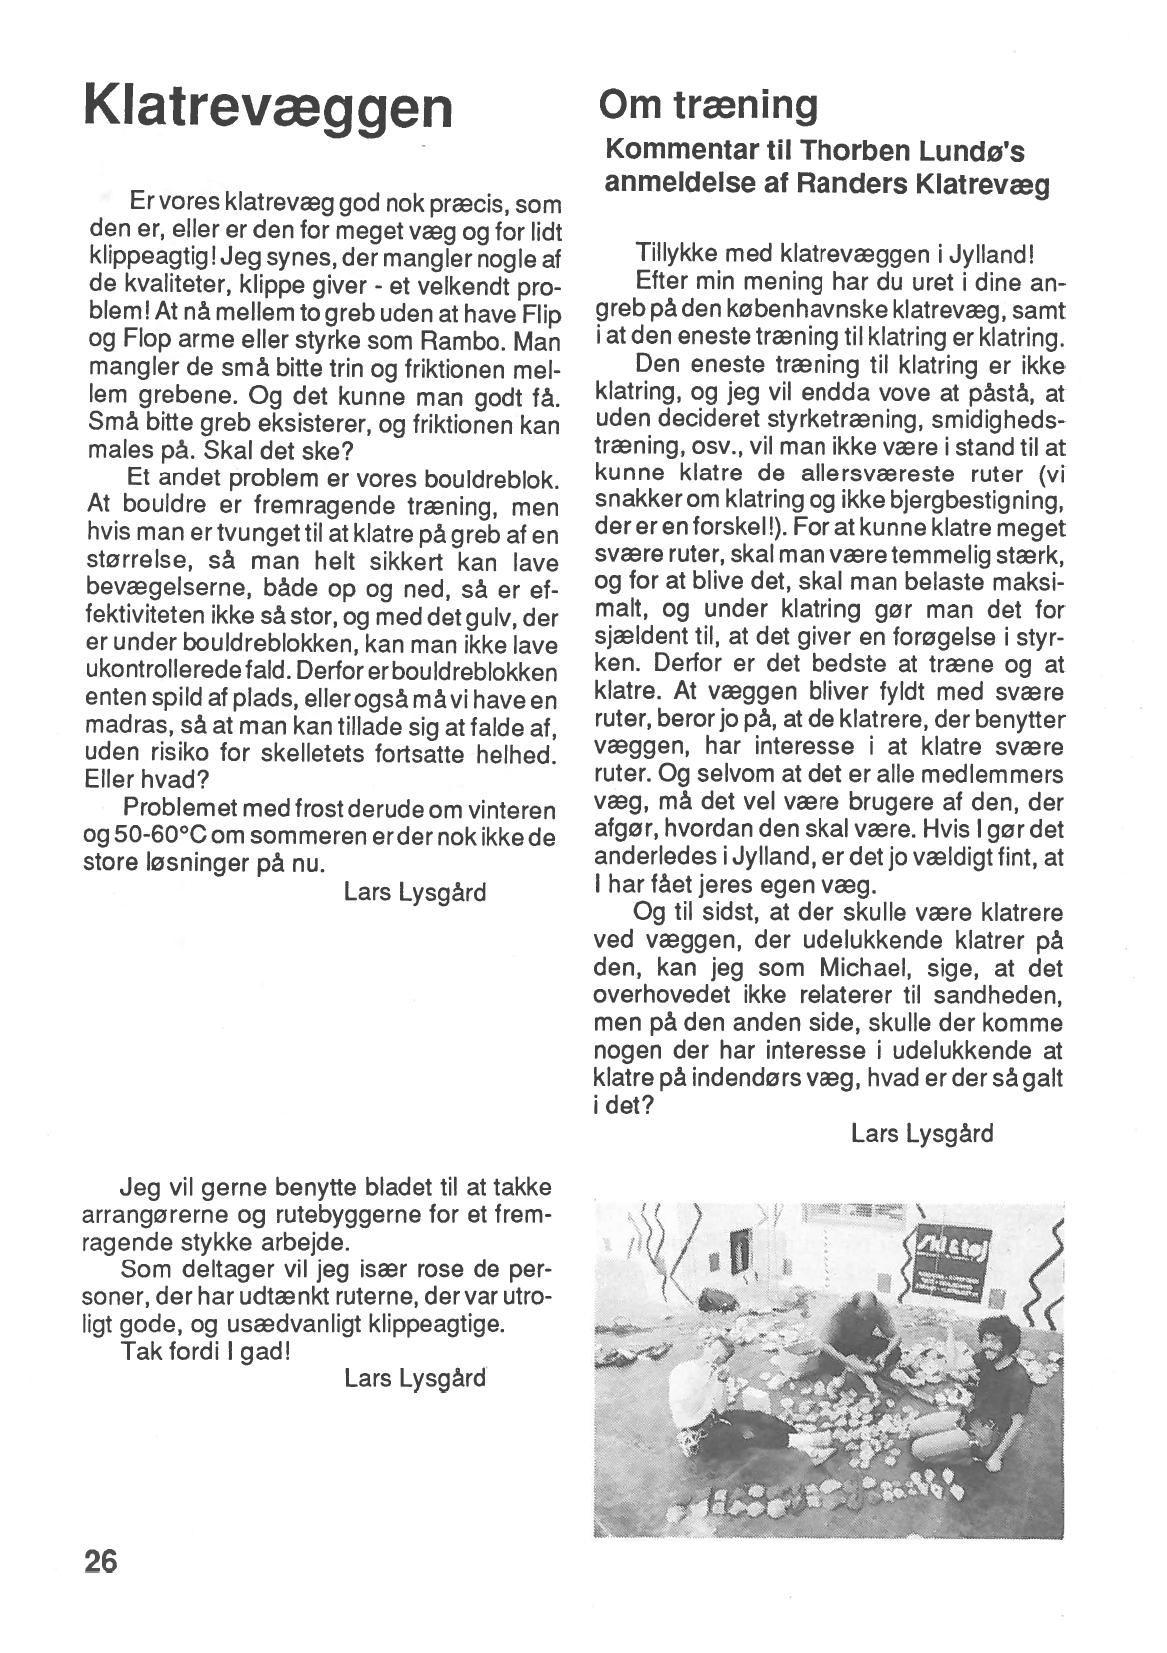 Klatrevæggen
Er vores klatrevæg god nok præcis, som
den er, eller er den for meget væg og for lidt
klippeagtig! Jeg synes, der mangler nogle af
de kvaliteter, klippe giver - et velkendt pro-
blem! At nå mellem to greb uden at have Flip
og Flop arme eller styrke som Rambo. Man
mangler de små bitte trin og friktionen mel-
lem grebene. Og det kunne man godt få.
Små bitte greb eksisterer, og friktionen kan
males på. Skal det ske?
Et andet problem er vores bouldreblok.
At bouldre er fremragende træning, men
hvis man er tvunget til at klatre på greb af en
størrelse, så man helt sikkert kan lave
bevægelserne, både op og ned, så er ef-
fektiviteten ikke så stor, og med det gulv, der
er under bouldreblokken, kan man ikke lave
ukontrollerede fald. Derfor er bouldreblokken
enten spild af plads, eller også må vi have en
madras, så at man kan tillade sig at falde af,
uden risiko for skelletets fortsatte helhed.
Eller hvad?
Problemet med frost derude om vinteren
og 50-60°C om sommeren er der nok ikke de
store løsninger på nu.
Lars Lysgård
Jeg vil gerne benytte bladet til at takke
arrangørerne og rutebyggerne for et frem-
ragende stykke arbejde.
Som deltager vil jeg især rose de per-
soner, der har udtænkt ruterne, der var utro-
ligt gode, og usædvanligt klippeagtige.
Tak fordi I gad!
Lars Lysgård
26
Om træning
Kommentar til Thorben Lundø's
anmeldelse af Randers Klatrevæg
Tillykke med klatrevæggen i Jylland!
Efter min mening har du uret i dine an-
greb på den københavnske klatrevæg, samt
i at den eneste træning til klatring er klatring.
Den eneste træning til klatring er ikke
klatring, og jeg vil endda vove at påstå, at
uden decideret styrketræning, smidigheds-
træning, osv., vil man ikke være i stand til at
kunne klatre de allersværeste ruter (vi
snakker om klatring og ikke bjergbestigning,
der er en forskel!). For at kunne klatre meget
svære ruter, skal man være temmelig stærk,
og for at blive det, skal man belaste maksi-
malt, og under klatring gør man det for
sjældent til, at det giver en forøgelse i styr-
ken. Derfor er det bedste at træne og at
klatre. At væggen bliver fyldt med svære
ruter, beror jo på, at de klatrere, der benytter
væggen, har interesse i at klatre svære
ruter. Og selvom at det er alle medlemmers
væg, må det vel være brugere af den, der
afgør, hvordan den skal være. Hvis I gør det
anderledes i Jylland, er det jo vældigt fint, at
I har fået jeres egen væg.
Og til sidst, at der skulle være klatrere
ved væggen, der udelukkende klatrer på
den, kan jeg som Michael, sige, at det
overhovedet ikke relaterer til sandheden,
men på den anden side, skulle der komme
nogen der har interesse i udelukkende at
klatre på indendørs væg, hvad er der så galt
i det?
Lars Lysgård